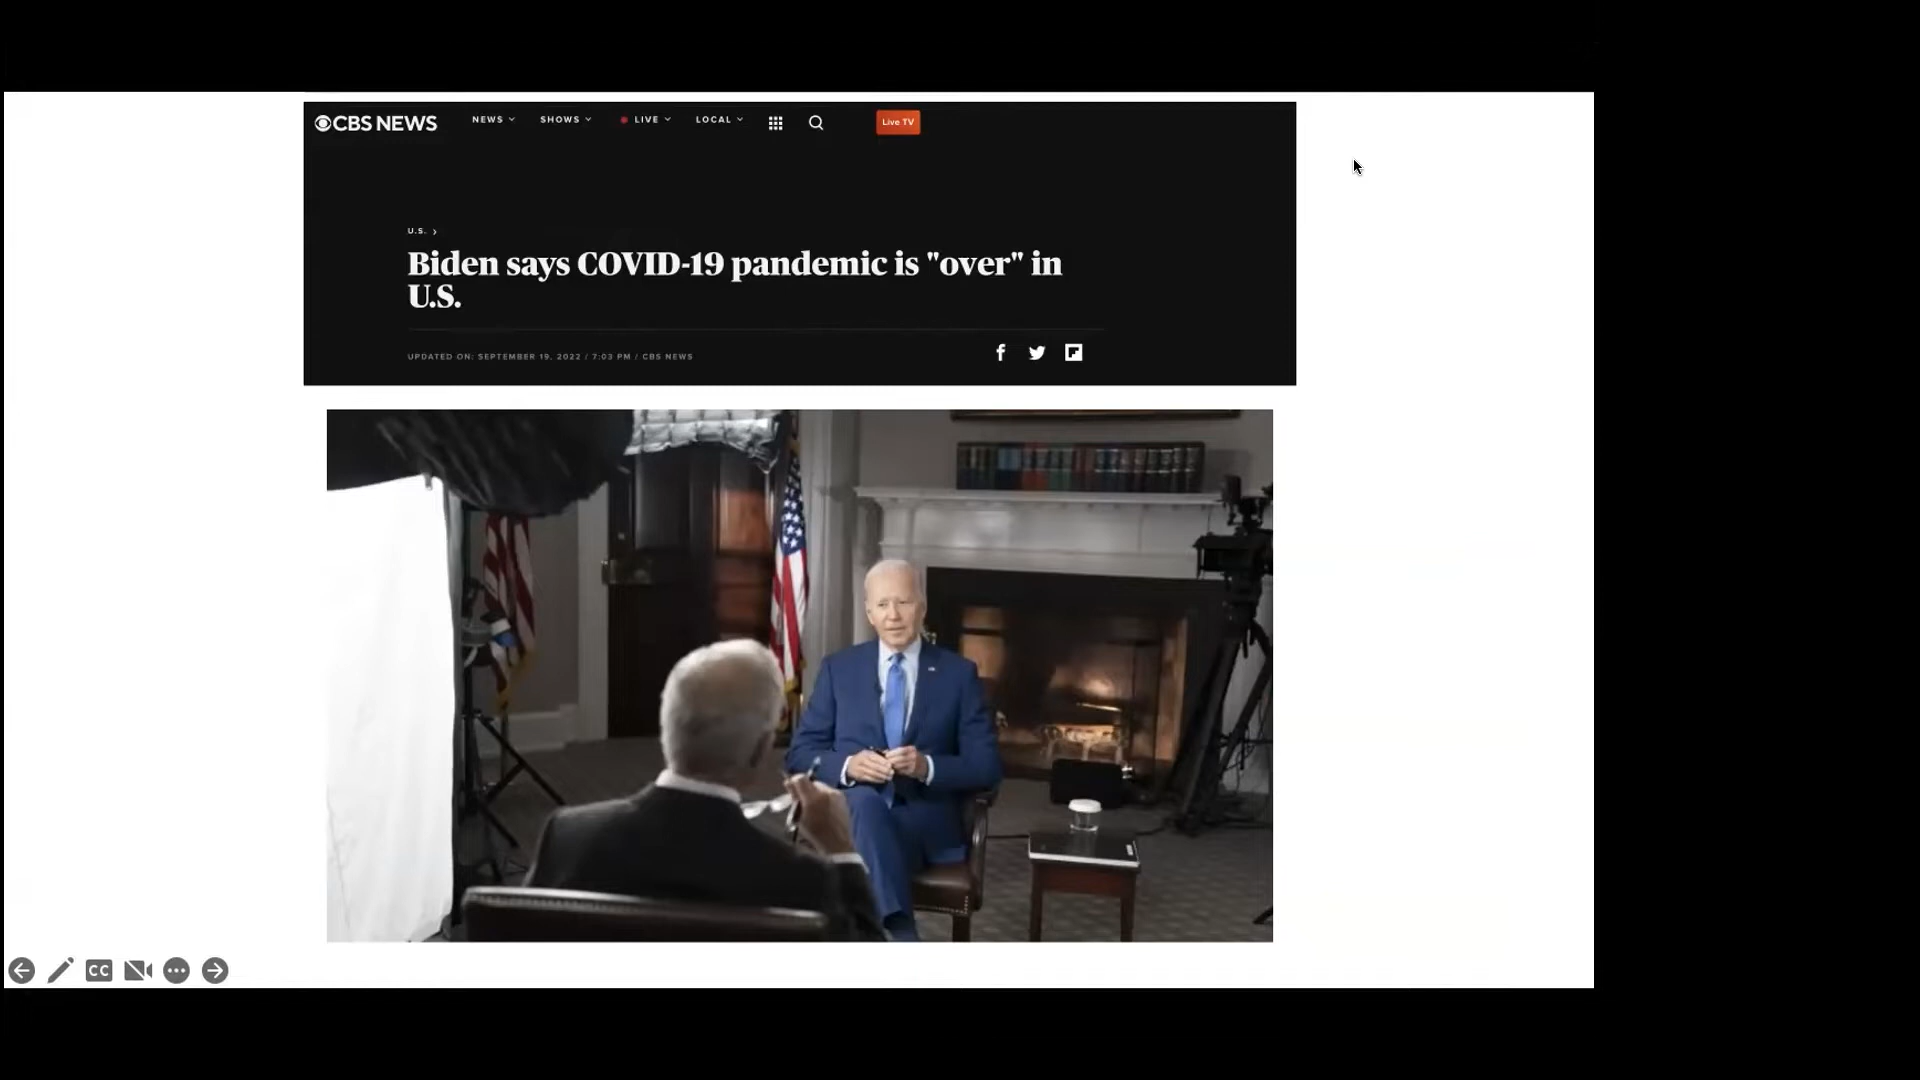 CBS NEWS
NEWS
SHOWS
LIVE
LOCAL
Live TV
U.S.
Biden says COVID-19 pandemic is "over" in
U.S.
UPDATED ON: SEPTEMBER 19, 2022 / 7:03 PM / CBS NEWS
CC